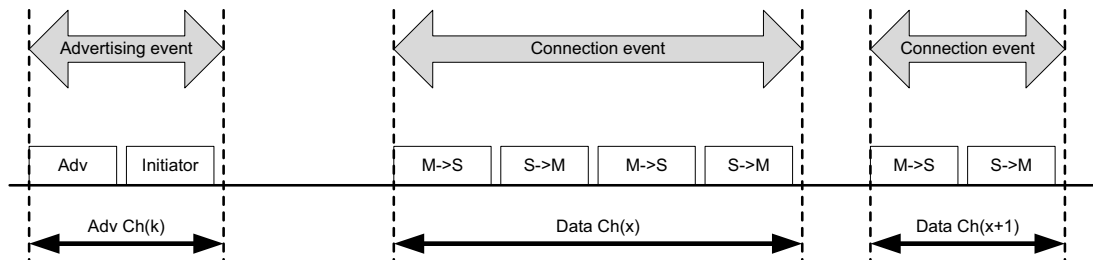 Advertising event
Connection event
Connection event
Adv
Initiator
M->S
S->M
M->S
S->M
M->S
S->M
Adv Ch(k)
Data Ch(x)
Data Ch(x+1)